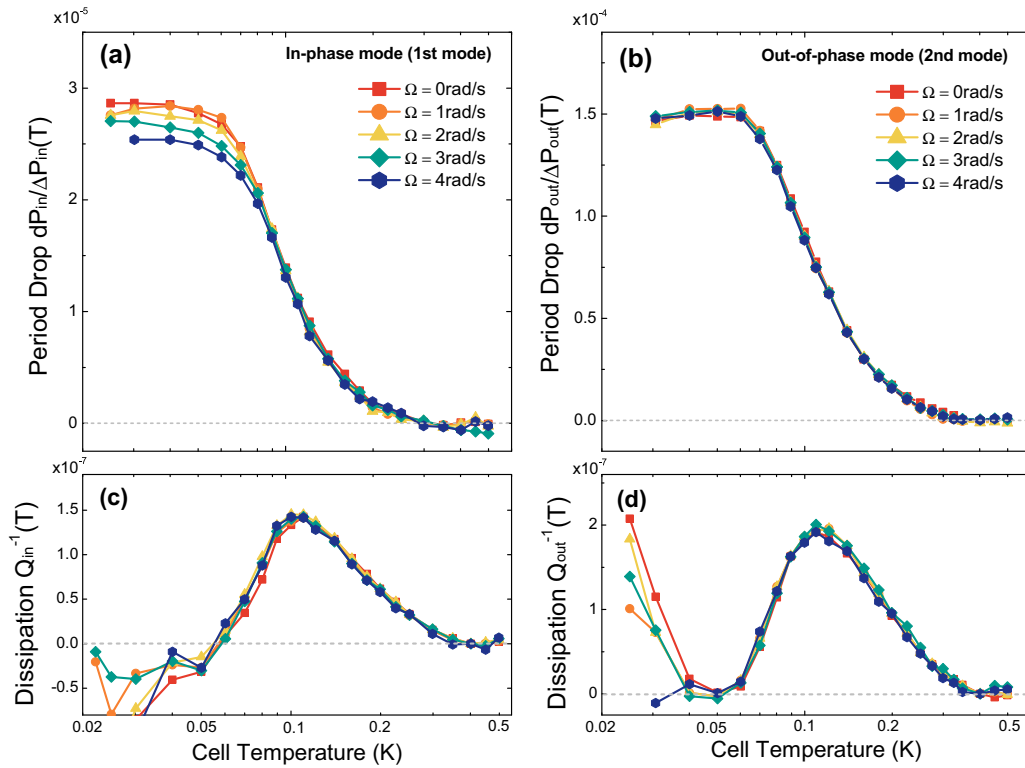 x10⁻⁵
(a)
In-phase mode (1st mode)
Ω = 0rad/s
Ω = 1rad/s
Ω = 2rad/s
Ω = 3rad/s
Ω = 4rad/s
3
2
1
0
Period Drop dPin/ΔPin(T)
x10⁻⁴
(b)
Out-of-phase mode (2nd mode)
Ω = 0rad/s
Ω = 1rad/s
Ω = 2rad/s
Ω = 3rad/s
Ω = 4rad/s
1.5
1.0
0.5
0.0
Period Drop dPout/ΔPout(T)
x10⁻⁷
(c)
1.5
1.0
0.5
0.0
-0.5
Dissipation Qin⁻¹(T)
0.02
0.05
0.1
0.2
0.5
Cell Temperature (K)
x10⁻⁷
(d)
2
1
0
Dissipation Qout⁻¹(T)
0.02
0.05
0.1
0.2
0.5
Cell Temperature (K)